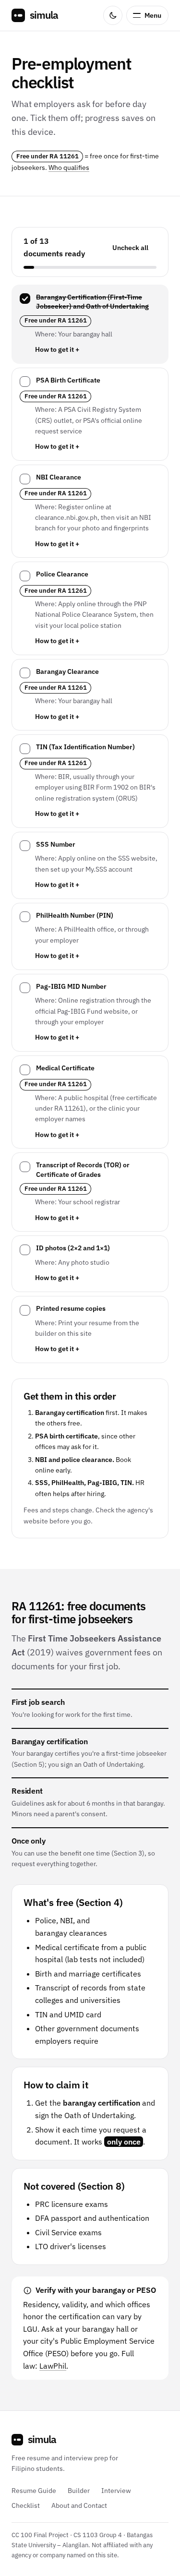 simula
Menu
Pre-employment
checklist
What employers ask for before day
one. Tick them off; progress saves on
this device.
Free under RA 11261 = free once for first-time
jobseekers. Who qualifies
1 of 13
documents ready
Uncheck all
Barangay Certification (First-Time
Jobseeker) and Oath of Undertaking
Free under RA 11261
Where: Your barangay hall
How to get it +
PSA Birth Certificate
Free under RA 11261
Where: A PSA Civil Registry System
(CRS) outlet, or PSA's official online
request service
How to get it +
NBI Clearance
Free under RA 11261
Where: Register online at
clearance.nbi.gov.ph, then visit an NBI
branch for your photo and fingerprints
How to get it +
Police Clearance
Free under RA 11261
Where: Apply online through the PNP
National Police Clearance System, then
visit your local police station
How to get it +
Barangay Clearance
Free under RA 11261
Where: Your barangay hall
How to get it +
TIN (Tax Identification Number)
Free under RA 11261
Where: BIR, usually through your
employer using BIR Form 1902 on BIR's
online registration system (ORUS)
How to get it +
SSS Number
Where: Apply online on the SSS website,
then set up your My.SSS account
How to get it +
PhilHealth Number (PIN)
Where: A PhilHealth office, or through
your employer
How to get it +
Pag-IBIG MID Number
Where: Online registration through the
official Pag-IBIG Fund website, or
through your employer
How to get it +
Medical Certificate
Free under RA 11261
Where: A public hospital (free certificate
under RA 11261), or the clinic your
employer names
How to get it +
Transcript of Records (TOR) or
Certificate of Grades
Free under RA 11261
Where: Your school registrar
How to get it +
ID photos (2×2 and 1×1)
Where: Any photo studio
How to get it +
Printed resume copies
Where: Print your resume from the
builder on this site
How to get it +
Get them in this order
1. Barangay certification first. It makes
the others free.
2. PSA birth certificate, since other
offices may ask for it.
3. NBI and police clearance. Book
online early.
4. SSS, PhilHealth, Pag-IBIG, TIN. HR
often helps after hiring.
Fees and steps change. Check the agency's
website before you go.
RA 11261: free documents
for first-time jobseekers
The First Time Jobseekers Assistance
Act (2019) waives government fees on
documents for your first job.
First job search
You're looking for work for the first time.
Barangay certification
Your barangay certifies you're a first-time jobseeker
(Section 5); you sign an Oath of Undertaking.
Resident
Guidelines ask for about 6 months in that barangay.
Minors need a parent's consent.
Once only
You can use the benefit one time (Section 3), so
request everything together.
What's free (Section 4)
• Police, NBI, and
barangay clearances
• Medical certificate from a public
hospital (lab tests not included)
• Birth and marriage certificates
• Transcript of records from state
colleges and universities
• TIN and UMID card
• Other government documents
employers require
How to claim it
1. Get the barangay certification and
sign the Oath of Undertaking.
2. Show it each time you request a
document. It works only once.
Not covered (Section 8)
• PRC licensure exams
• DFA passport and authentication
• Civil Service exams
• LTO driver's licenses
Verify with your barangay or PESO
Residency, validity, and which offices
honor the certification can vary by
LGU. Ask at your barangay hall or
your city's Public Employment Service
Office (PESO) before you go. Full
law: LawPhil.
simula
Free resume and interview prep for
Filipino students.
Resume Guide Builder Interview
Checklist About and Contact
CC 100 Final Project · CS 1103 Group 4 · Batangas
State University – Alangilan. Not affiliated with any
agency or company named on this site.